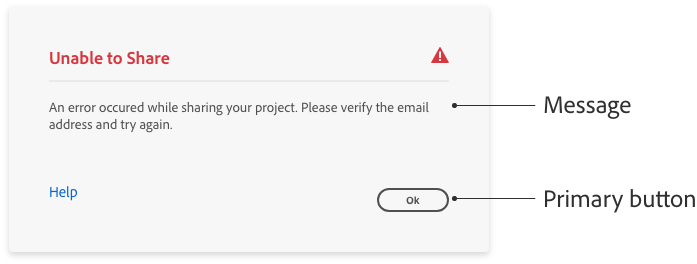 Unable to Share
An error occured while sharing your project. Please verify the email
address and try again.
Message
Help
Ok
Primary button